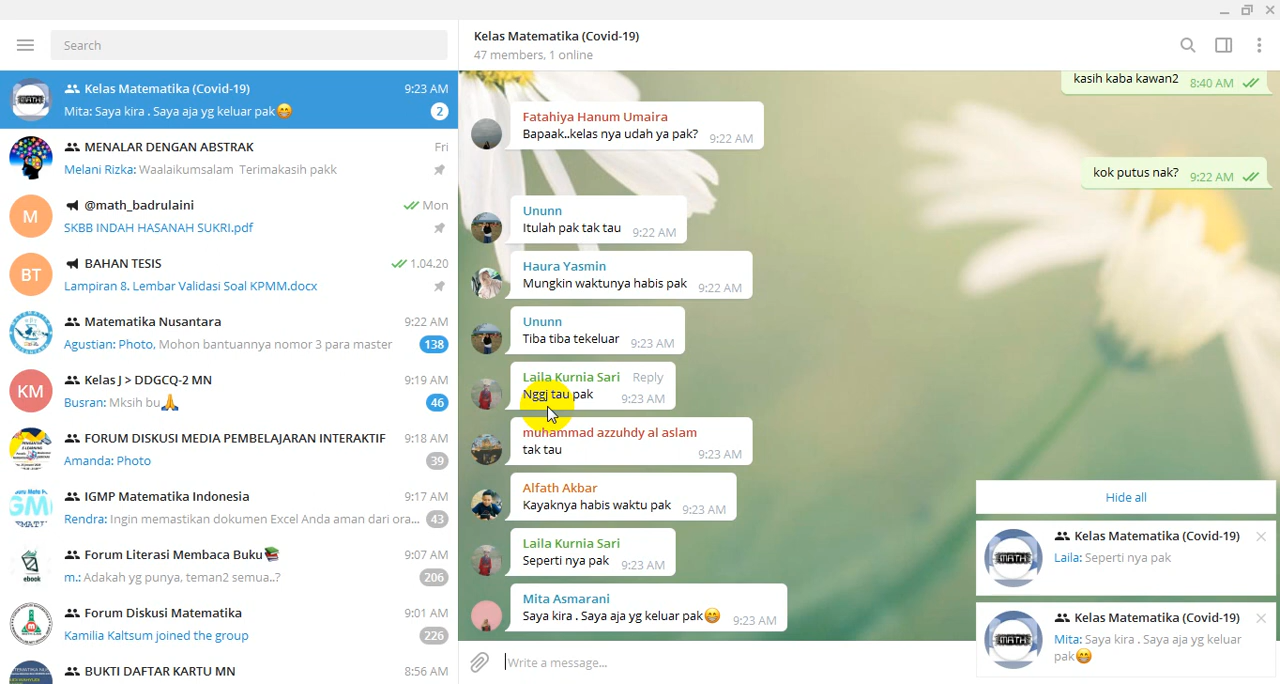 Search
Kelas Matematika (Covid-19) 9:23 AM
Mita: Saya kira . Saya aja yg keluar pak😁 2
MENALAR DENGAN ABSTRAK Fri
Melani Rizka: Waalaikumsalam Terimakasih pakk
M
@math_badrulaini Mon
SKBB INDAH HASANAH SUKRI.pdf
BT
BAHAN TESIS 1.04.20
Lampiran 8. Lembar Validasi Soal KPMM.docx
Matematika Nusantara 9:22 AM
Agustian: Photo, Mohon bantuannya nomor 3 para master 138
KM
Kelas J > DDGCQ-2 MN 9:19 AM
Busran: Mksih bu🙏 46
FORUM DISKUSI MEDIA PEMBELAJARAN INTERAKTIF 9:18 AM
Amanda: Photo 39
IGMP Matematika Indonesia 9:17 AM
Rendra: Ingin memastikan dokumen Excel Anda aman dari ora... 43
Forum Literasi Membaca Buku📚 9:07 AM
ebook
m.: Adakah yg punya, teman2 semua..? 206
Forum Diskusi Matematika 9:01 AM
Kamilia Kaltsum joined the group 226
BUKTI DAFTAR KARTU MN 8:56 AM
Kelas Matematika (Covid-19)
47 members, 1 online
kasih kaba kawan2 8:40 AM
Fatahiya Hanum Umaira
Bapaak..kelas nya udah ya pak? 9:22 AM
kok putus nak? 9:22 AM
Ununn
Itulah pak tak tau 9:22 AM
Haura Yasmin
Mungkin waktunya habis pak 9:22 AM
Ununn
Tiba tiba tekeluar 9:23 AM
Laila Kurnia Sari Reply
Nggj tau pak 9:23 AM
muhammad azzuhdy al aslam
tak tau 9:23 AM
Alfath Akbar
Kayaknya habis waktu pak 9:23 AM
Laila Kurnia Sari
Seperti nya pak 9:23 AM
Mita Asmarani
Saya kira . Saya aja yg keluar pak😁 9:23 AM
Write a message...
Hide all
MATH
Kelas Matematika (Covid-19)
Laila: Seperti nya pak
MATH
Kelas Matematika (Covid-19)
Mita: Saya kira . Saya aja yg keluar
pak😁